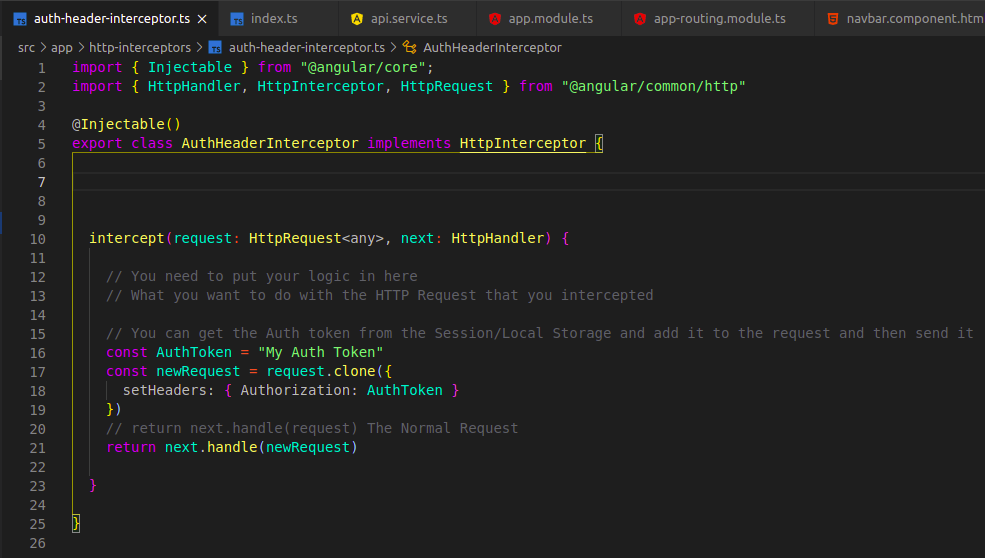 auth-header-interceptor.ts index.ts api.service.ts app.module.ts app-routing.module.ts navbar.component.htm
src > app > http-interceptors > auth-header-interceptor.ts > AuthHeaderInterceptor
1 import { Injectable } from "@angular/core";
2 import { HttpHandler, HttpInterceptor, HttpRequest } from "@angular/common/http"
3
4 @Injectable()
5 export class AuthHeaderInterceptor implements HttpInterceptor {
6
7
8
9
10 intercept(request: HttpRequest<any>, next: HttpHandler) {
11
12 // You need to put your logic in here
13 // What you want to do with the HTTP Request that you intercepted
14
15 // You can get the Auth token from the Session/Local Storage and add it to the request and then send it
16 const AuthToken = "My Auth Token"
17 const newRequest = request.clone({
18 setHeaders: { Authorization: AuthToken }
19 })
20 // return next.handle(request) The Normal Request
21 return next.handle(newRequest)
22
23 }
24
25 }
26